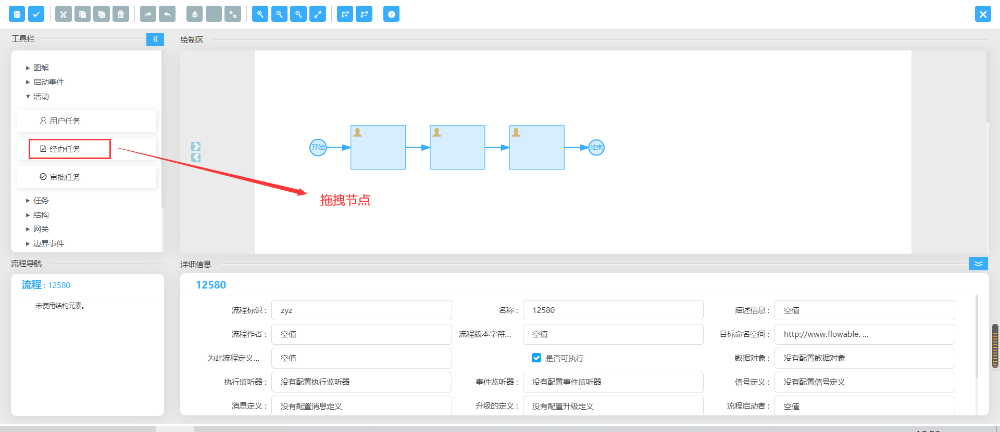 工具栏
绘制区
图解
启动事件
活动
用户任务
经办任务
审批任务
任务
结构
网关
边界事件
开始
结束
拖拽节点
流程导航
流程 : 12580
未使用结构元素。
详细信息
12580
流程标识 : zyz 名称 : 12580 描述信息 : 空值
流程作者 : 空值 流程版本字符... 空值 目标命名空间 : http://www.flowable. ...
为此流程定义... 空值 是否可执行 数据对象 : 没有配置数据对象
执行监听器 : 没有配置执行监听器 事件监听器 : 没有配置事件监听器 信号定义 : 没有配置信号定义
消息定义 : 没有配置消息定义 升级的定义 : 没有配置升级定义 流程启动者 : 空值